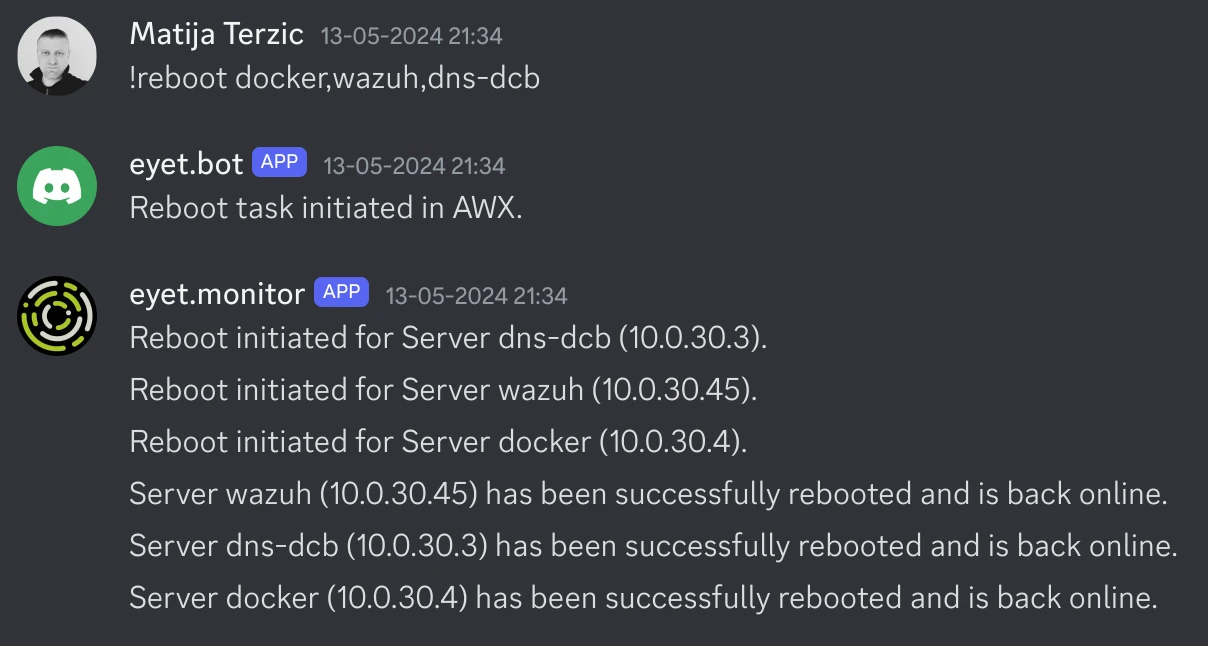 Matija Terzic 13-05-2024 21:34
!reboot docker,wazuh,dns-dcb
eyet.bot APP 13-05-2024 21:34
Reboot task initiated in AWX.
eyet.monitor APP 13-05-2024 21:34
Reboot initiated for Server dns-dcb (10.0.30.3).
Reboot initiated for Server wazuh (10.0.30.45).
Reboot initiated for Server docker (10.0.30.4).
Server wazuh (10.0.30.45) has been successfully rebooted and is back online.
Server dns-dcb (10.0.30.3) has been successfully rebooted and is back online.
Server docker (10.0.30.4) has been successfully rebooted and is back online.